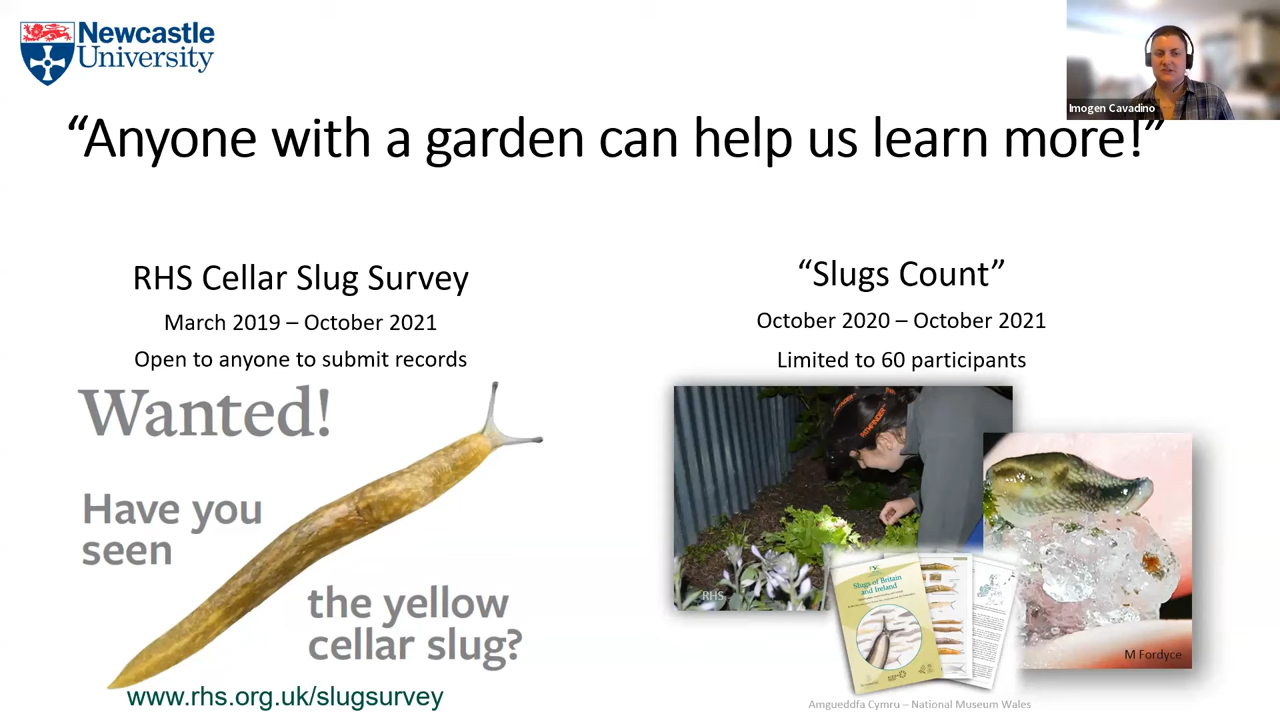 Newcastle
University
Imogen Cavadino
“Anyone with a garden can help us learn more!”
RHS Cellar Slug Survey
March 2019 – October 2021
Open to anyone to submit records
Wanted!
Have you
seen
the yellow
cellar slug?
www.rhs.org.uk/slugsurvey
“Slugs Count”
October 2020 – October 2021
Limited to 60 participants
RHS
Slugs of Britain
and Ireland
M Fordyce
Amgueddfa Cymru – National Museum Wales